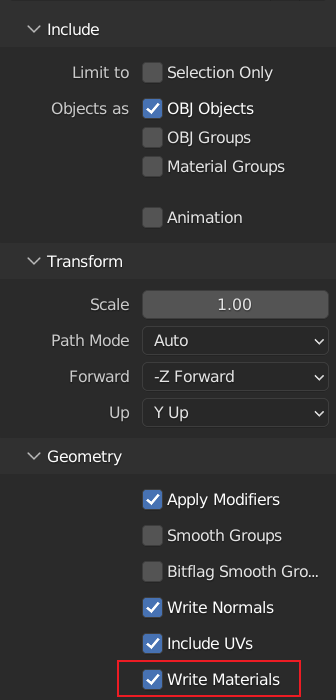 Include
Limit to Selection Only
Objects as OBJ Objects
OBJ Groups
Material Groups
Animation
Transform
Scale 1.00
Path Mode Auto
Forward -Z Forward
Up Y Up
Geometry
Apply Modifiers
Smooth Groups
Bitflag Smooth Gro...
Write Normals
Include UVs
Write Materials